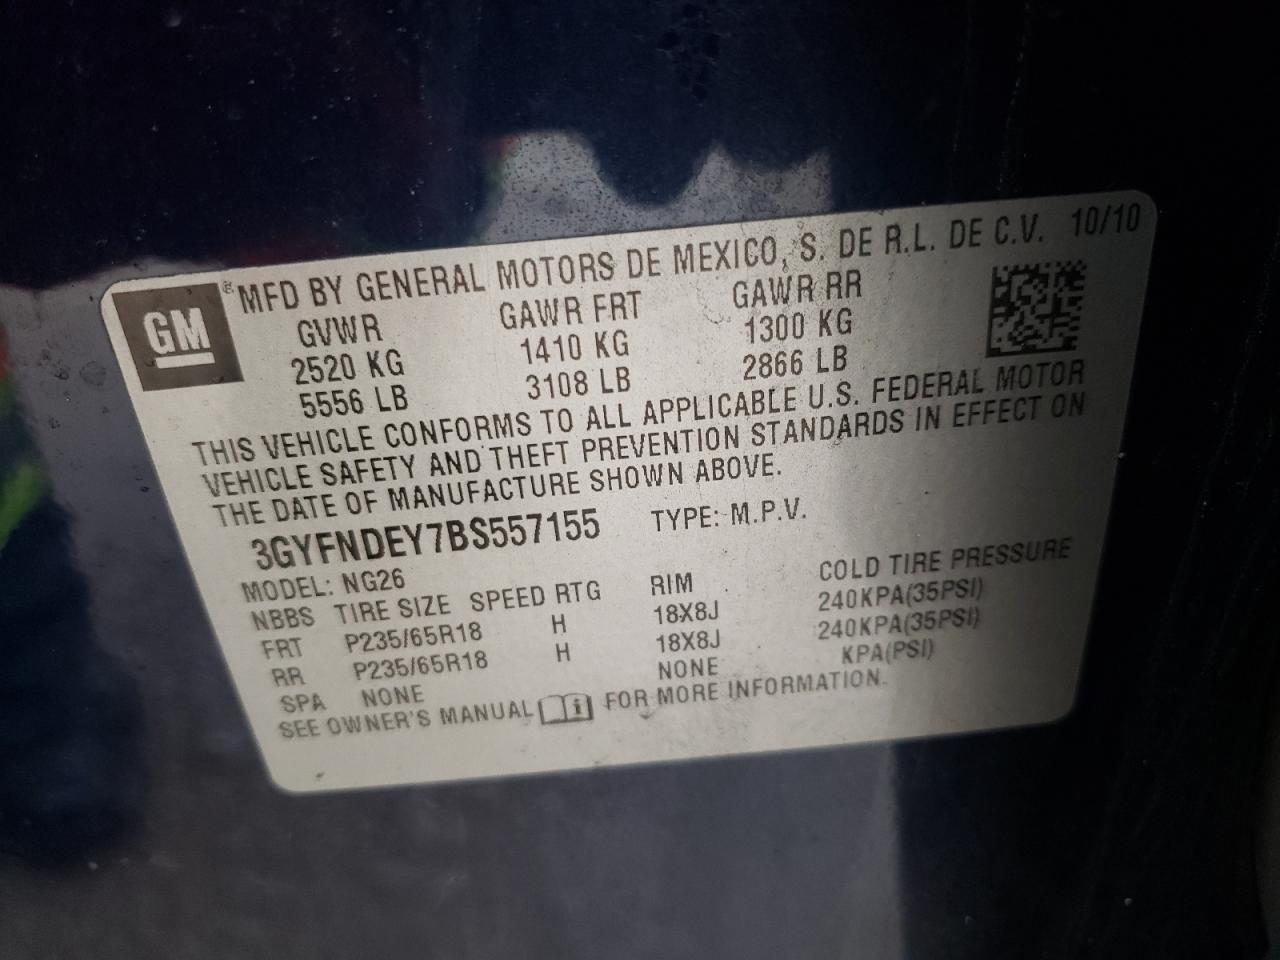 GM
® MFD BY GENERAL MOTORS DE MEXICO, S. DE R.L. DE C.V. 10/10
GVWR GAWR FRT GAWR RR
2520 KG 1410 KG 1300 KG
5556 LB 3108 LB 2866 LB
THIS VEHICLE CONFORMS TO ALL APPLICABLE U.S. FEDERAL MOTOR
VEHICLE SAFETY AND THEFT PREVENTION STANDARDS IN EFFECT ON
THE DATE OF MANUFACTURE SHOWN ABOVE.
3GYFNDEY7BS557155 TYPE: M.P.V.
MODEL: NG26
NBBS TIRE SIZE SPEED RTG RIM COLD TIRE PRESSURE
FRT P235/65R18 H 18X8J 240KPA(35PSI)
RR P235/65R18 H 18X8J 240KPA(35PSI)
SPA NONE NONE KPA(PSI)
SEE OWNER'S MANUAL FOR MORE INFORMATION.